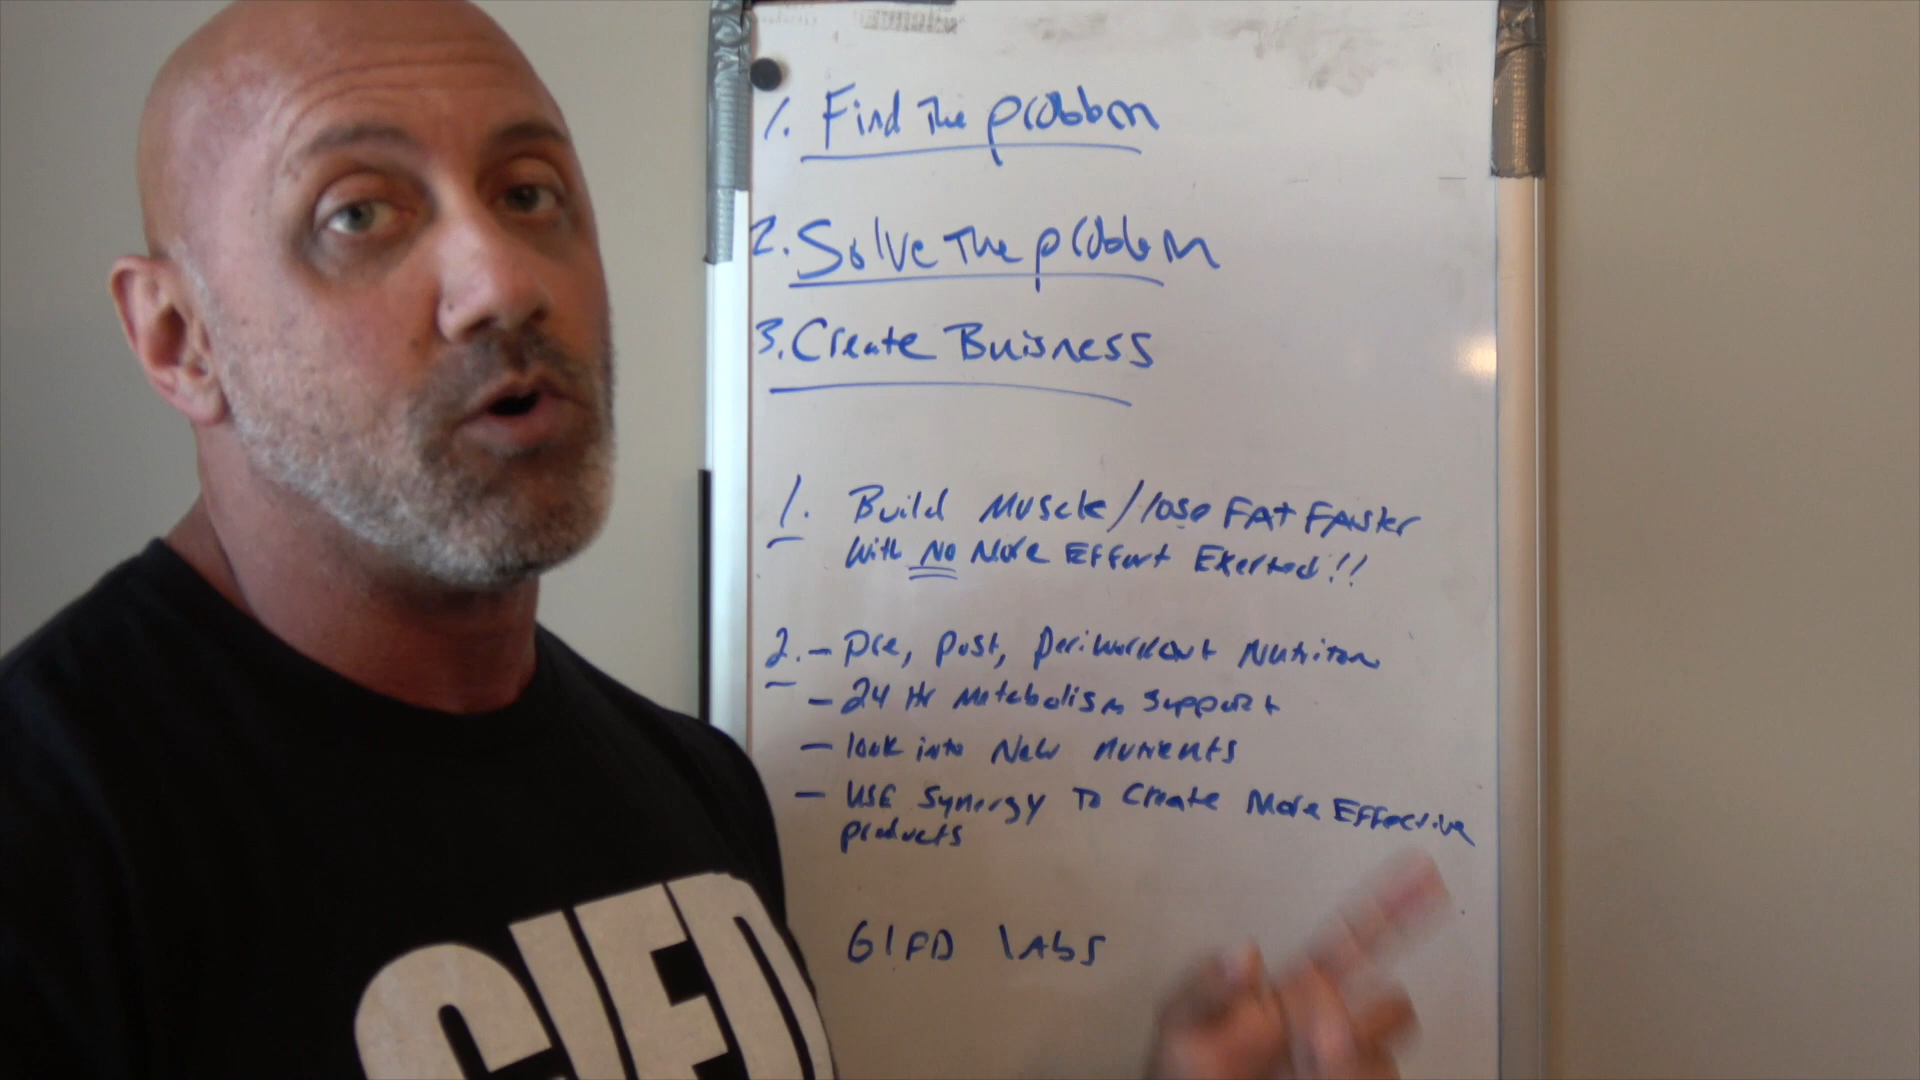 1. Find The problem
2. Solve The problem
3. Create Buisness
1. Build Muscle/lose FAt FAster
with No More Effort Exerted!!
2. - Pre, post, Periworkout Nutrition
- 24 Hr Metabolism Support
- look into New Nutrients
- USE Synergy To Create More Effective
products
GIFD lAbS
GIFD